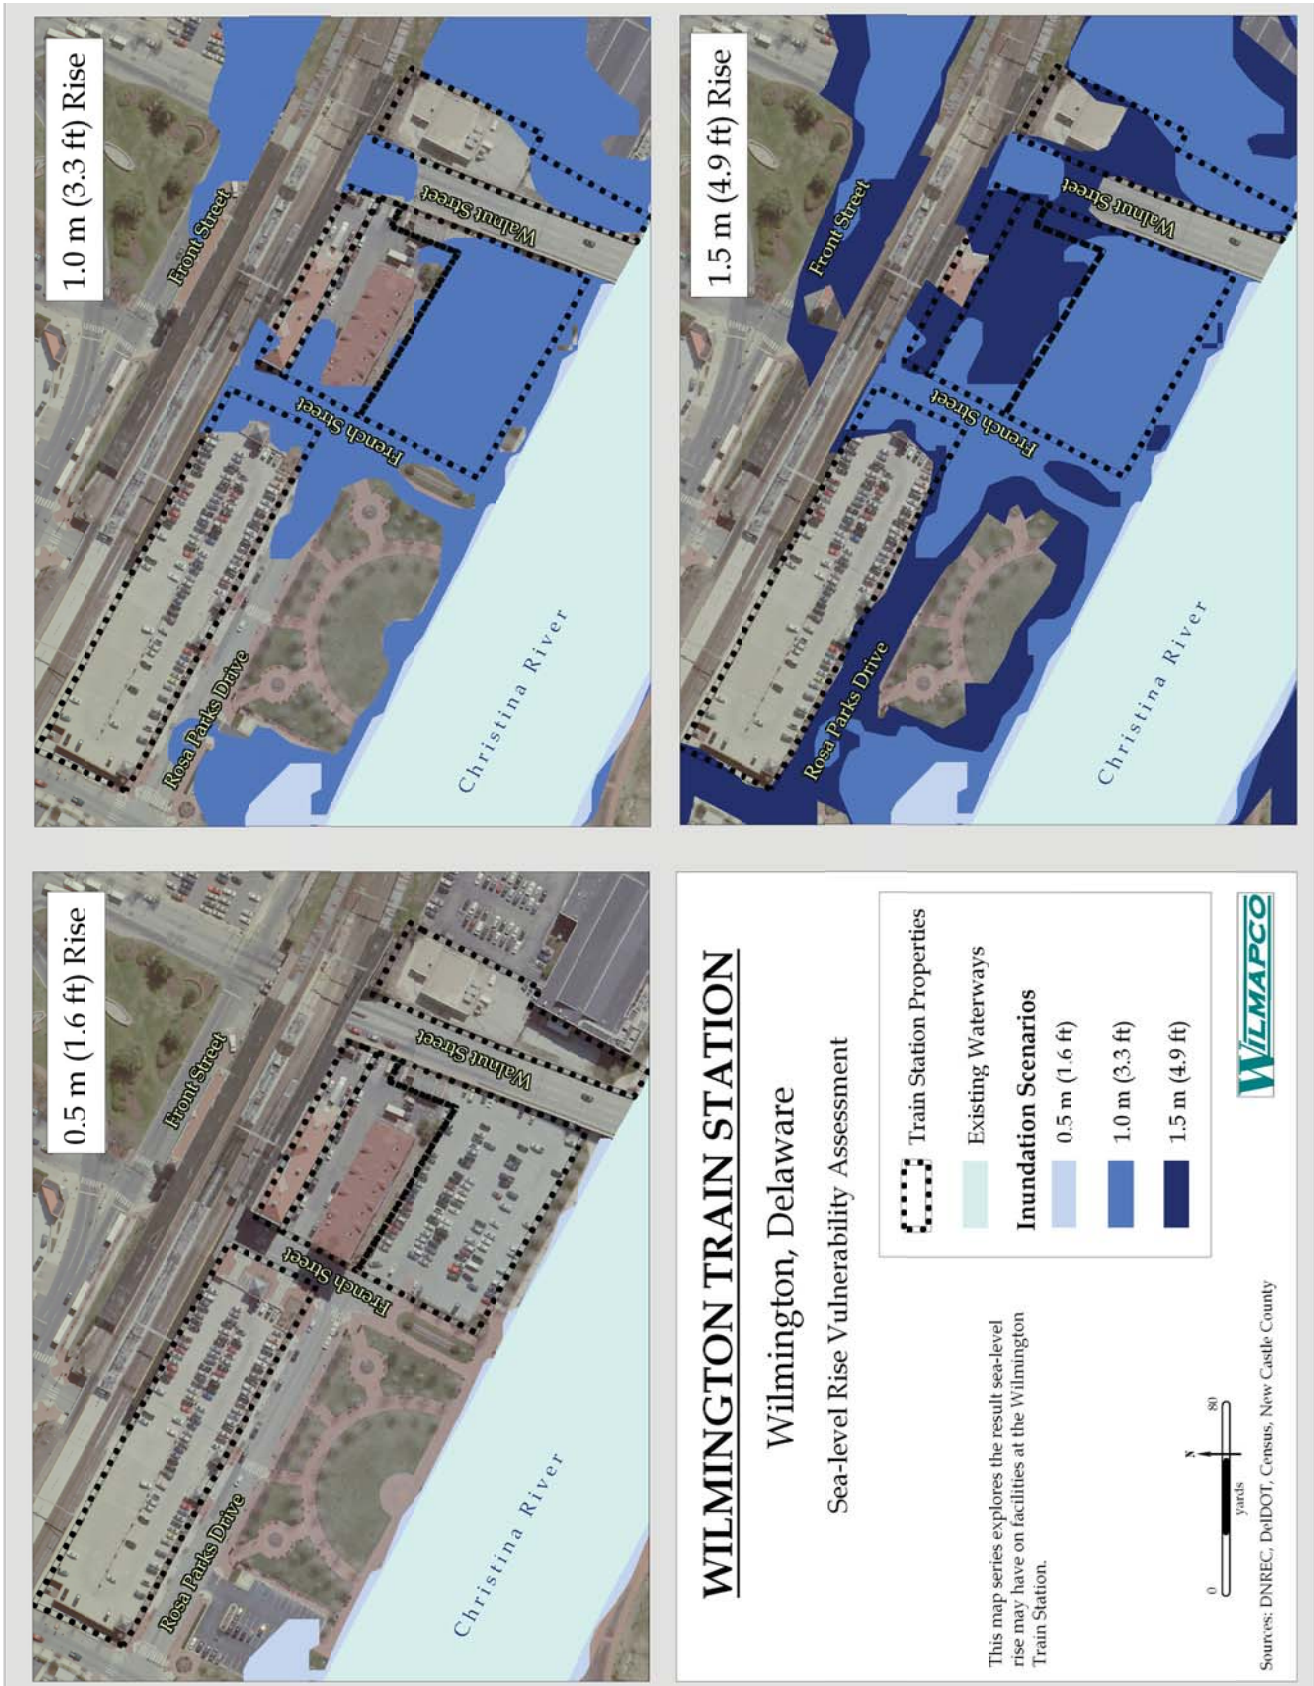 0.5 m (1.6 ft) Rise
Front Street
Walnut Street
French Street
Rosa Parks Drive
Christina River
1.0 m (3.3 ft) Rise
Front Street
Walnut Street
French Street
Rosa Parks Drive
Christina River
WILMINGTON TRAIN STATION
Wilmington, Delaware
Sea-level Rise Vulnerability Assessment
This map series explores the result sea-level
rise may have on facilities at the Wilmington
Train Station.
Train Station Properties
Existing Waterways
Inundation Scenarios
0.5 m (1.6 ft)
1.0 m (3.3 ft)
1.5 m (4.9 ft)
N
0
80
yards
Sources: DNREC, DelDOT, Census, New Castle County
WILMAPCO
1.5 m (4.9 ft) Rise
Front Street
Walnut Street
French Street
Rosa Parks Drive
Christina River